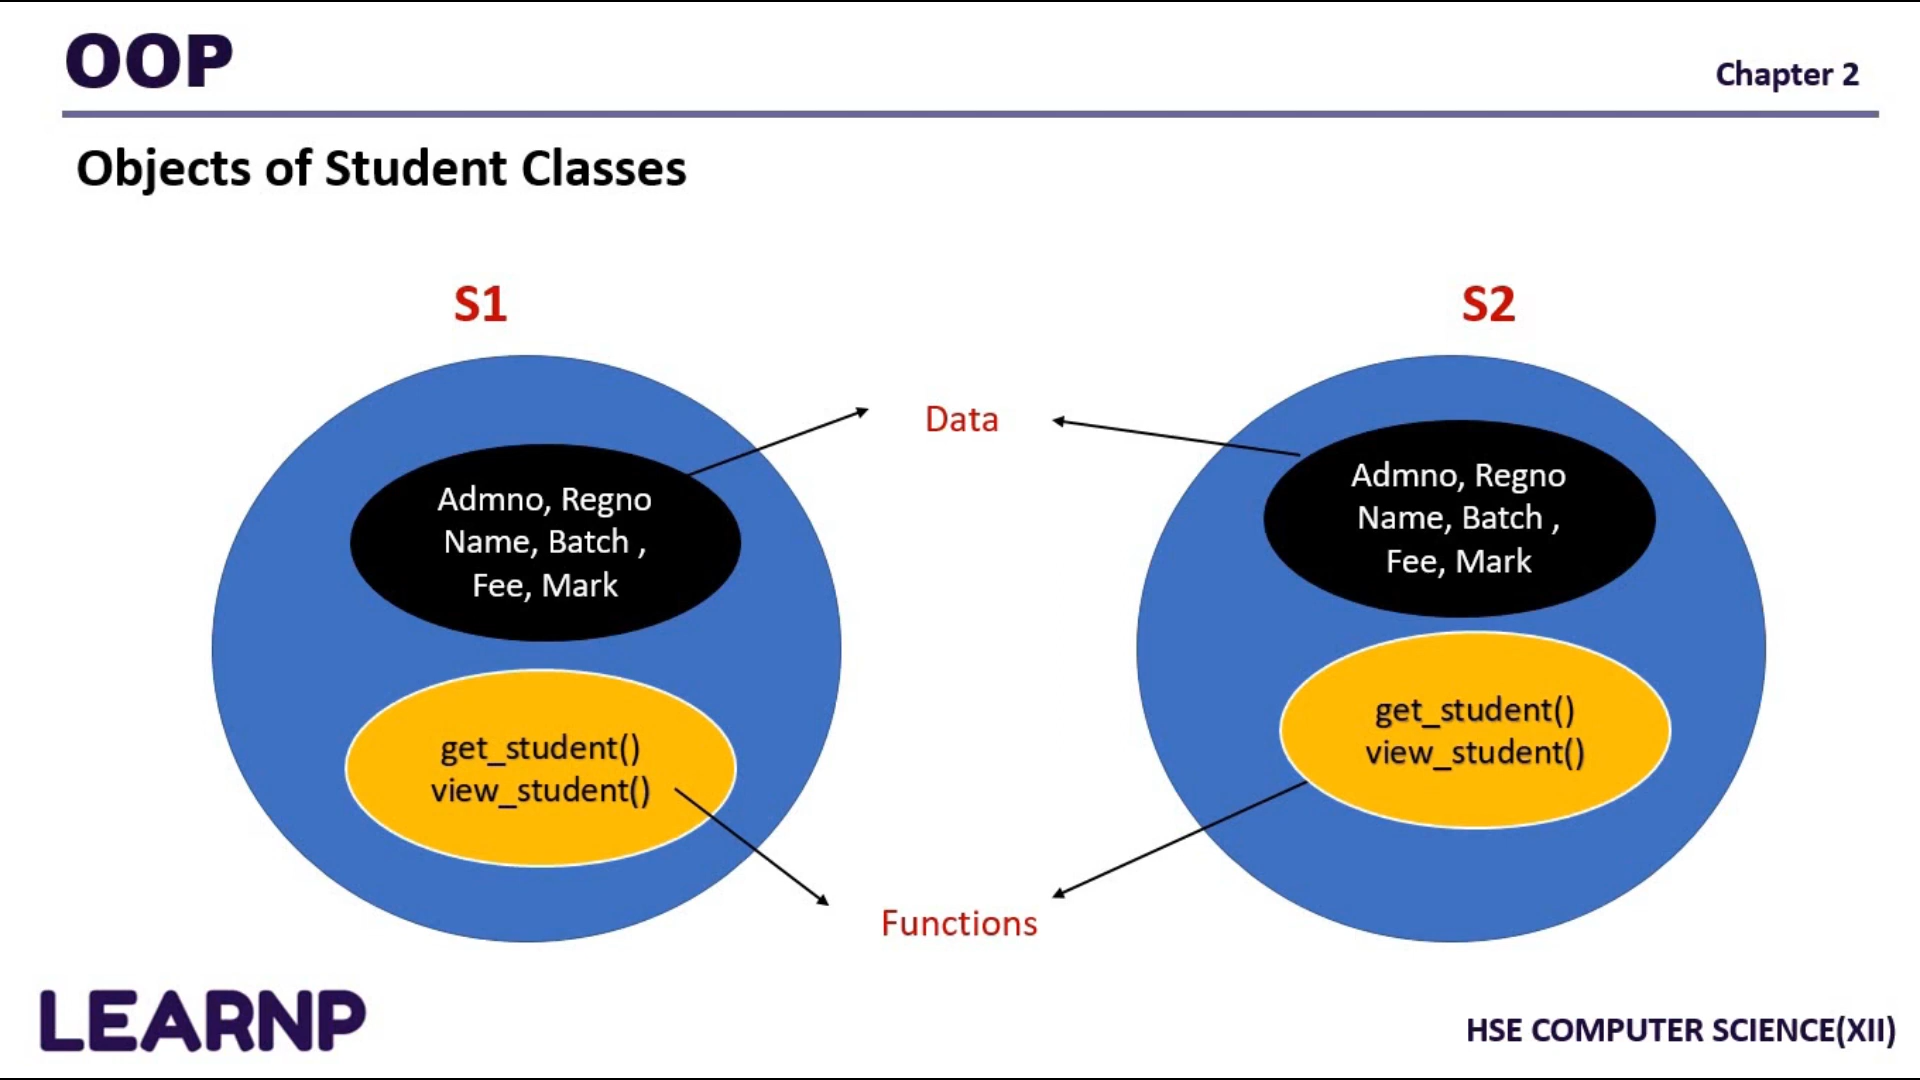 OOP
Chapter 2
Objects of Student Classes
S1
S2
Data
Admno, Regno
Name, Batch ,
Fee, Mark
Admno, Regno
Name, Batch ,
Fee, Mark
get_student()
view_student()
get_student()
view_student()
Functions
LEARNP
HSE COMPUTER SCIENCE(XII)